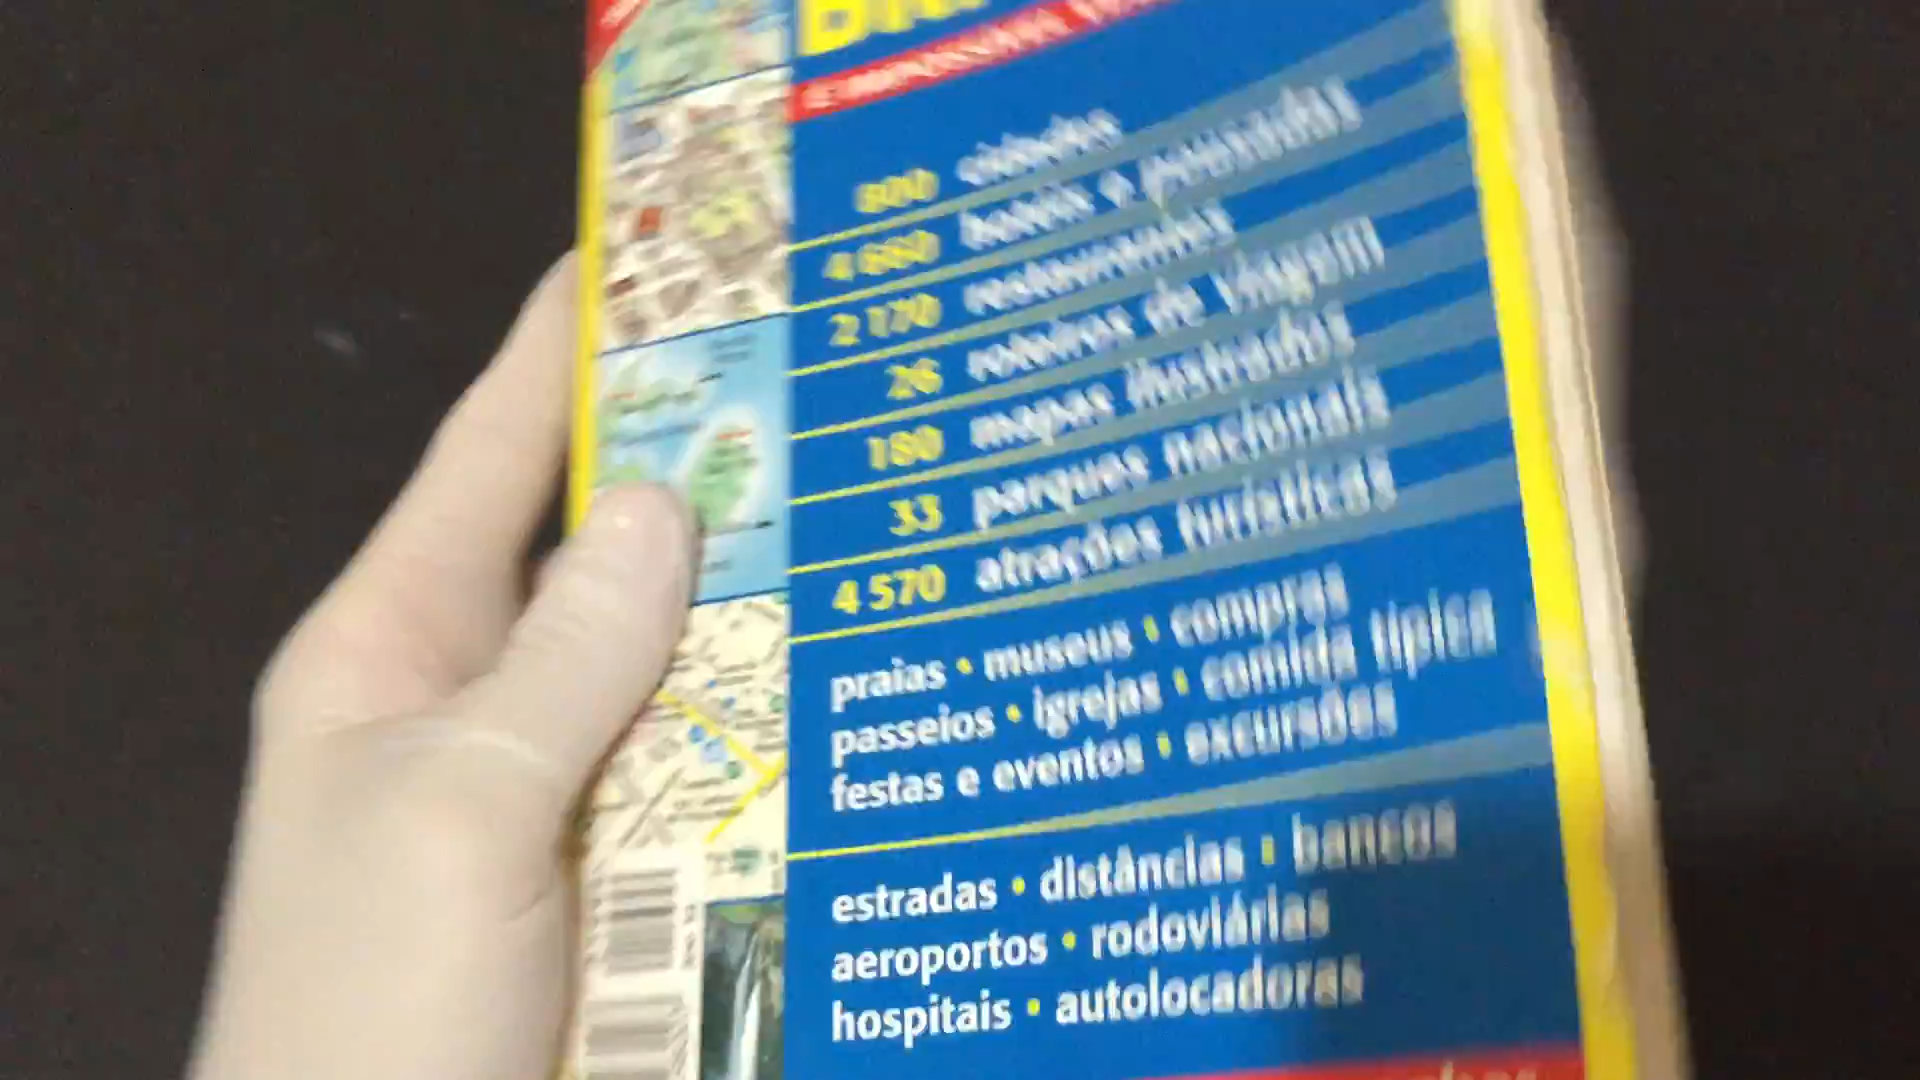 800 cidades
hotéis e pousadas
2 170 restaurantes
26 roteiros de viagem
180 mapas ilustrados
33 parques nacionais
4 570 atrações turísticas
praias • museus • compras
passeios • igrejas • comida típica
festas e eventos • excursões
estradas • distâncias • bancos
aeroportos • rodoviárias
hospitais • autolocadoras